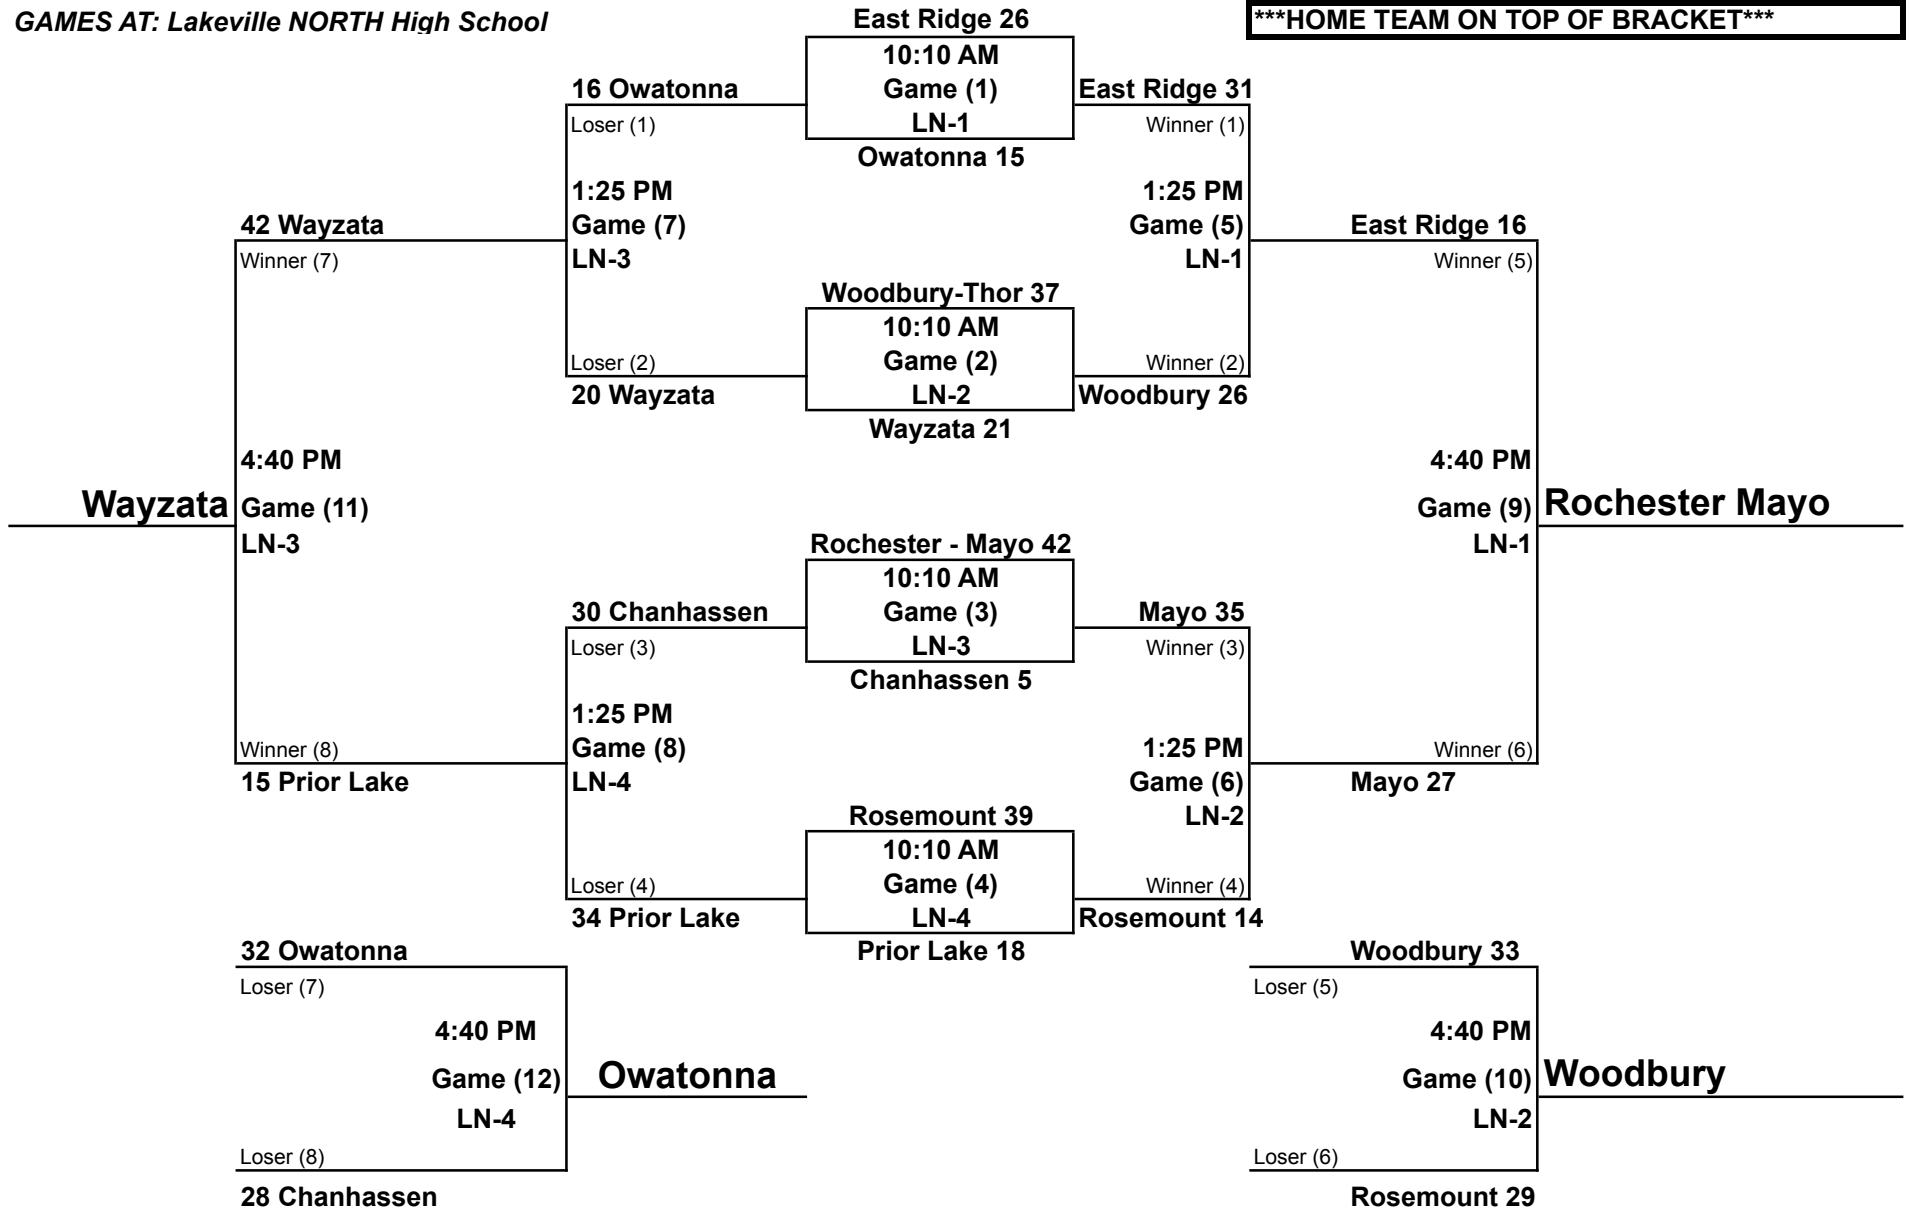 GAMES AT: Lakeville NORTH High School
East Ridge 26
***HOME TEAM ON TOP OF BRACKET***
10:10 AM
16 Owatonna
Game (1)
East Ridge 31
Loser (1)
LN-1
Winner (1)
Owatonna 15
1:25 PM
1:25 PM
42 Wayzata
Game (7)
Game (5)
East Ridge 16
Winner (7)
LN-3
LN-1
Winner (5)
Woodbury-Thor 37
10:10 AM
Loser (2)
Game (2)
Winner (2)
20 Wayzata
LN-2
Woodbury 26
Wayzata 21
4:40 PM
4:40 PM
Wayzata
Game (11)
Game (9)
Rochester Mayo
LN-3
Rochester - Mayo 42
LN-1
10:10 AM
30 Chanhassen
Game (3)
Mayo 35
Loser (3)
LN-3
Winner (3)
Chanhassen 5
1:25 PM
Winner (8)
Game (8)
1:25 PM
Winner (6)
15 Prior Lake
LN-4
Game (6)
Mayo 27
Rosemount 39
LN-2
10:10 AM
Loser (4)
Game (4)
Winner (4)
34 Prior Lake
LN-4
Rosemount 14
32 Owatonna
Prior Lake 18
Woodbury 33
Loser (7)
Loser (5)
4:40 PM
4:40 PM
Game (12)
Owatonna
Game (10)
Woodbury
LN-4
LN-2
Loser (8)
Loser (6)
28 Chanhassen
Rosemount 29